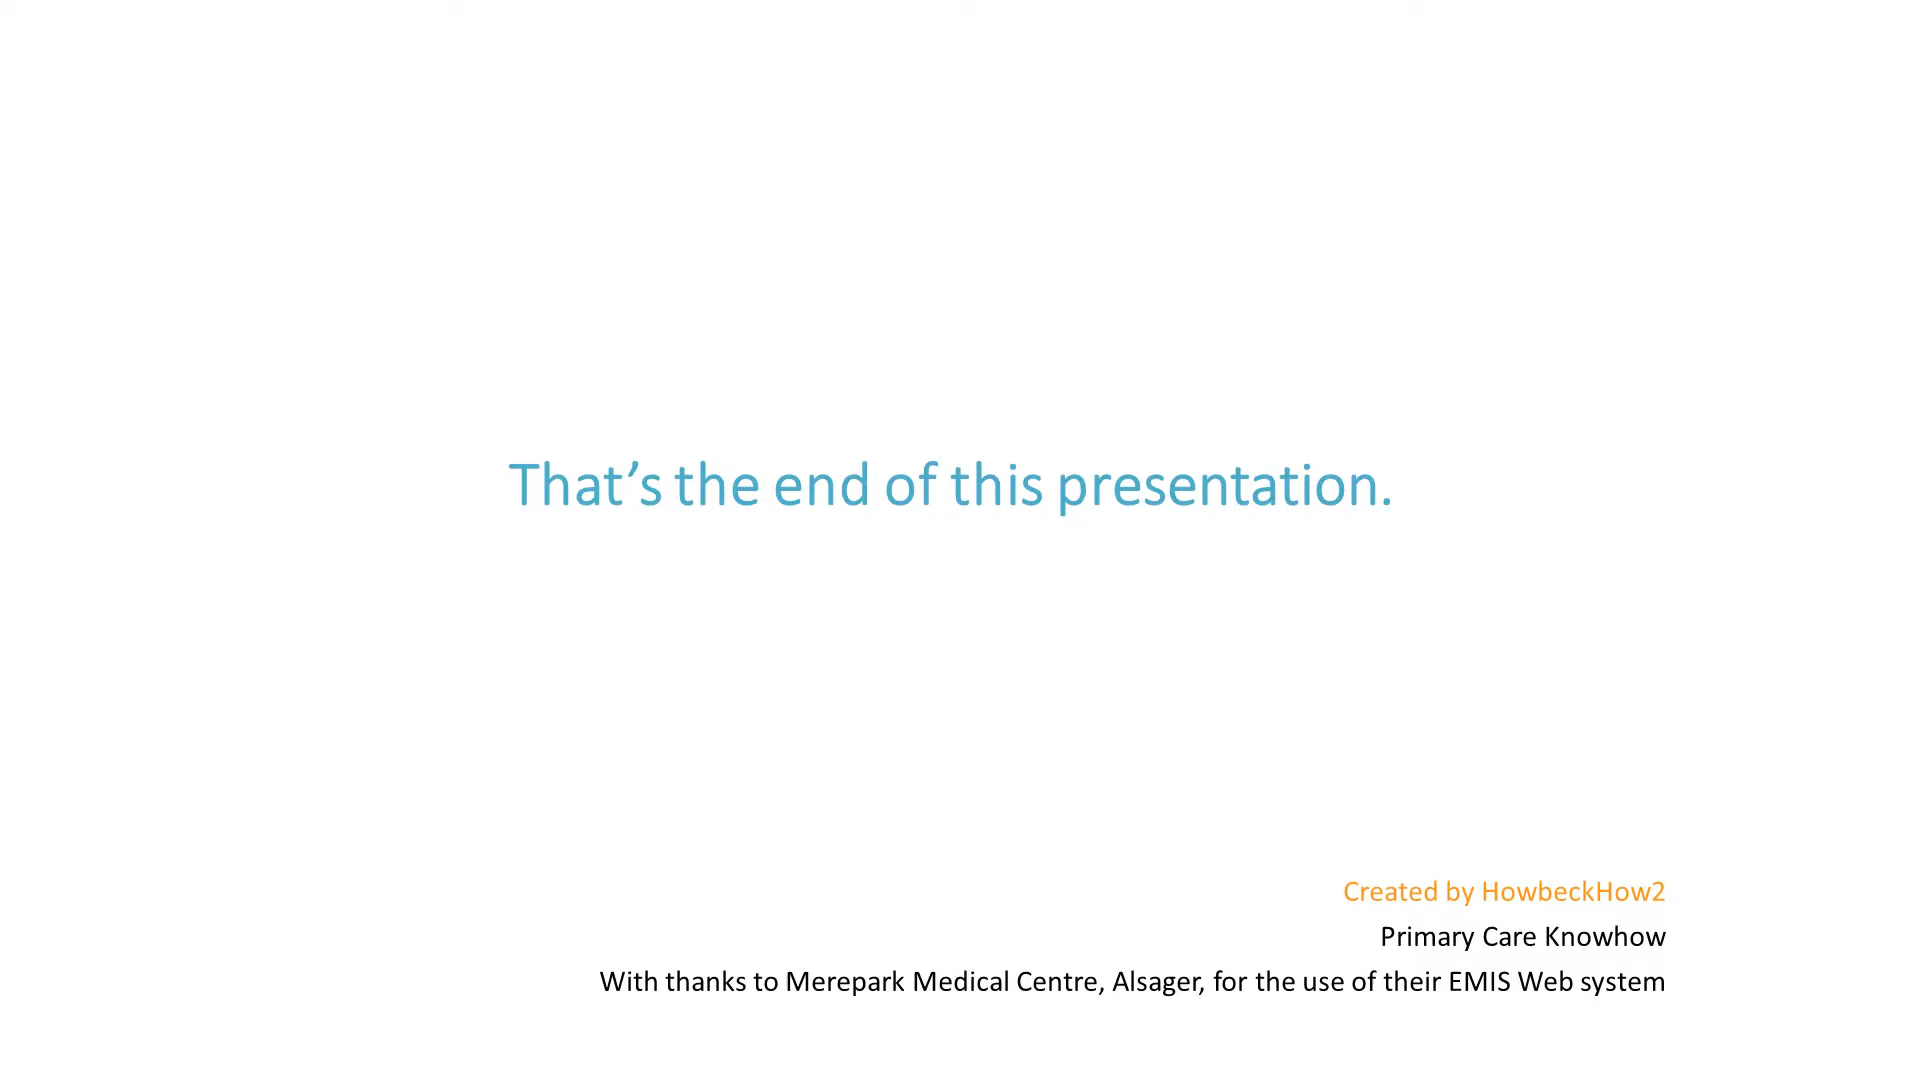 That’s the end of this presentation.
Created by HowbeckHow2
Primary Care Knowhow
With thanks to Merepark Medical Centre, Alsager, for the use of their EMIS Web system